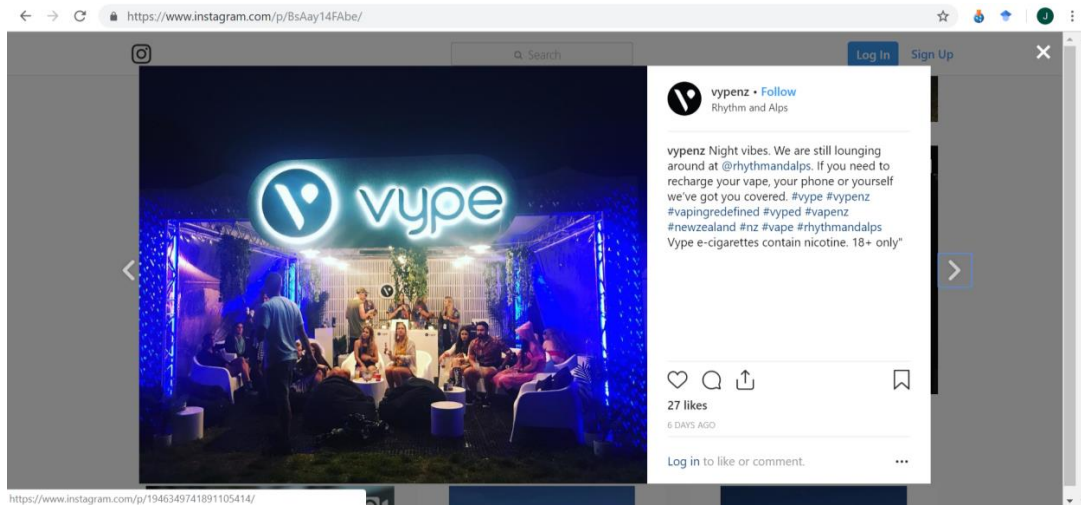 https://www.instagram.com/p/BsAay14FAbe/
J
Search
Log In
Sign Up
vype
vypenz • Follow
Rhythm and Alps
vypenz Night vibes. We are still lounging
around at @rhythmandalps. If you need to
recharge your vape, your phone or yourself
we've got you covered. #vype #vypenz
#vapingredefined #vyped #vapenz
#newzealand #nz #vape #rhythmandalps
Vype e-cigarettes contain nicotine. 18+ only"
27 likes
6 DAYS AGO
Log in to like or comment.
https://www.instagram.com/p/1946349741891105414/